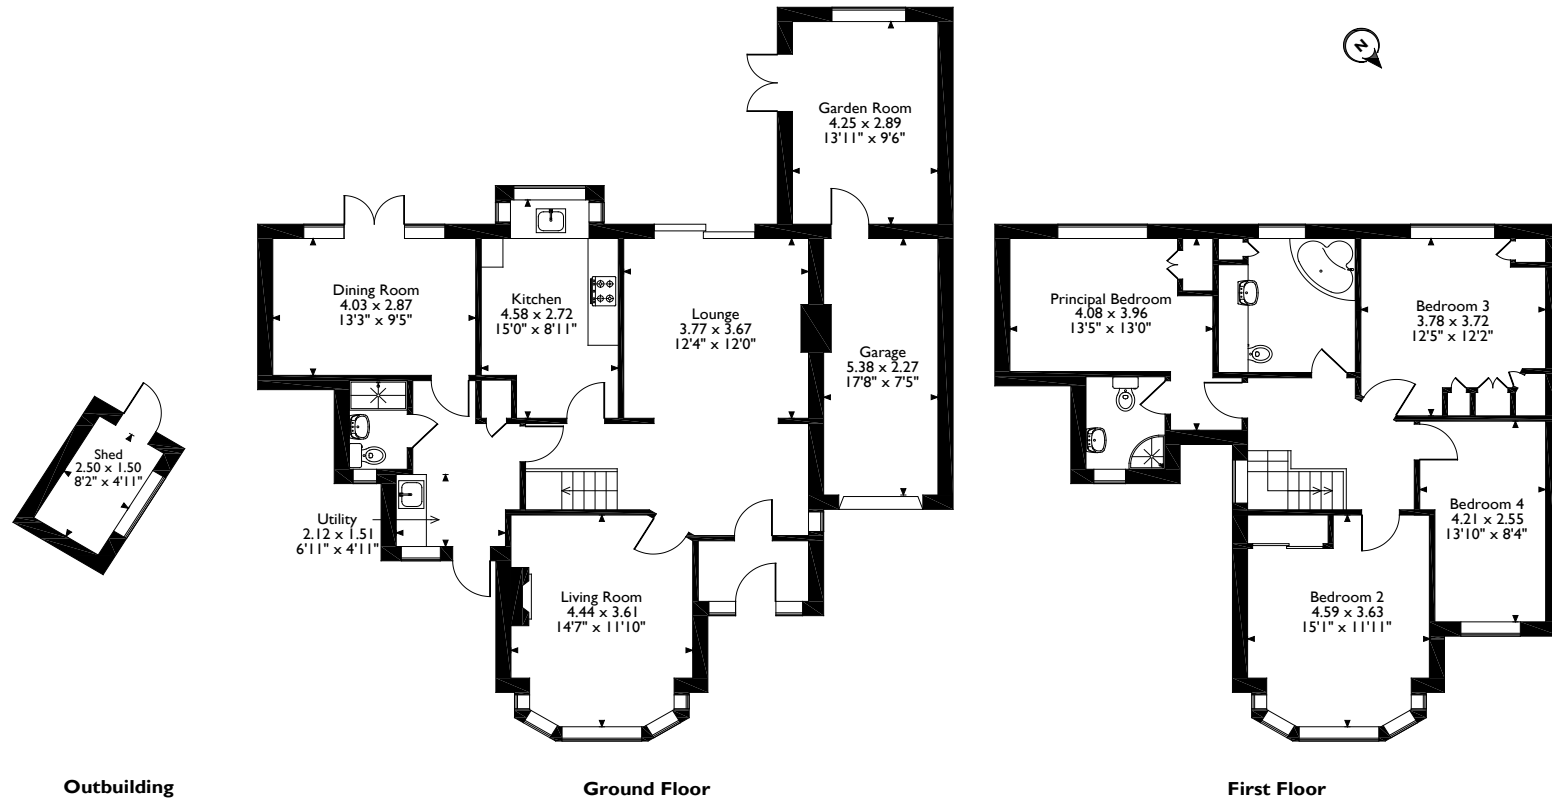 N
Garden Room
4.25 x 2.89
13'11" x 9'6"
Dining Room
4.03 x 2.87
13'3" x 9'5"
Kitchen
4.58 x 2.72
15'0" x 8'11"
Lounge
3.77 x 3.67
12'4" x 12'0"
Garage
5.38 x 2.27
17'8" x 7'5"
Principal Bedroom
4.08 x 3.96
13'5" x 13'0"
Bedroom 3
3.78 x 3.72
12'5" x 12'2"
Shed
2.50 x 1.50
8'2" x 4'11"
Utility
2.12 x 1.51
6'11" x 4'11"
Living Room
4.44 x 3.61
14'7" x 11'10"
Bedroom 4
4.21 x 2.55
13'10" x 8'4"
Bedroom 2
4.59 x 3.63
15'1" x 11'11"
Outbuilding
Ground Floor
First Floor